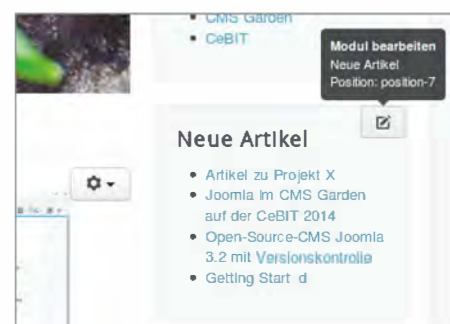 CMS Garden
CeBIT
Modul bearbeiten
Neue Artikel
Position: position-7
Neue Artikel
Artikel zu Projekt X
Joomla im CMS Garden
auf der CeBIT 2014
Open-Source-CMS Joomla
3.2 mit Versionskontrolle
Getting Start d